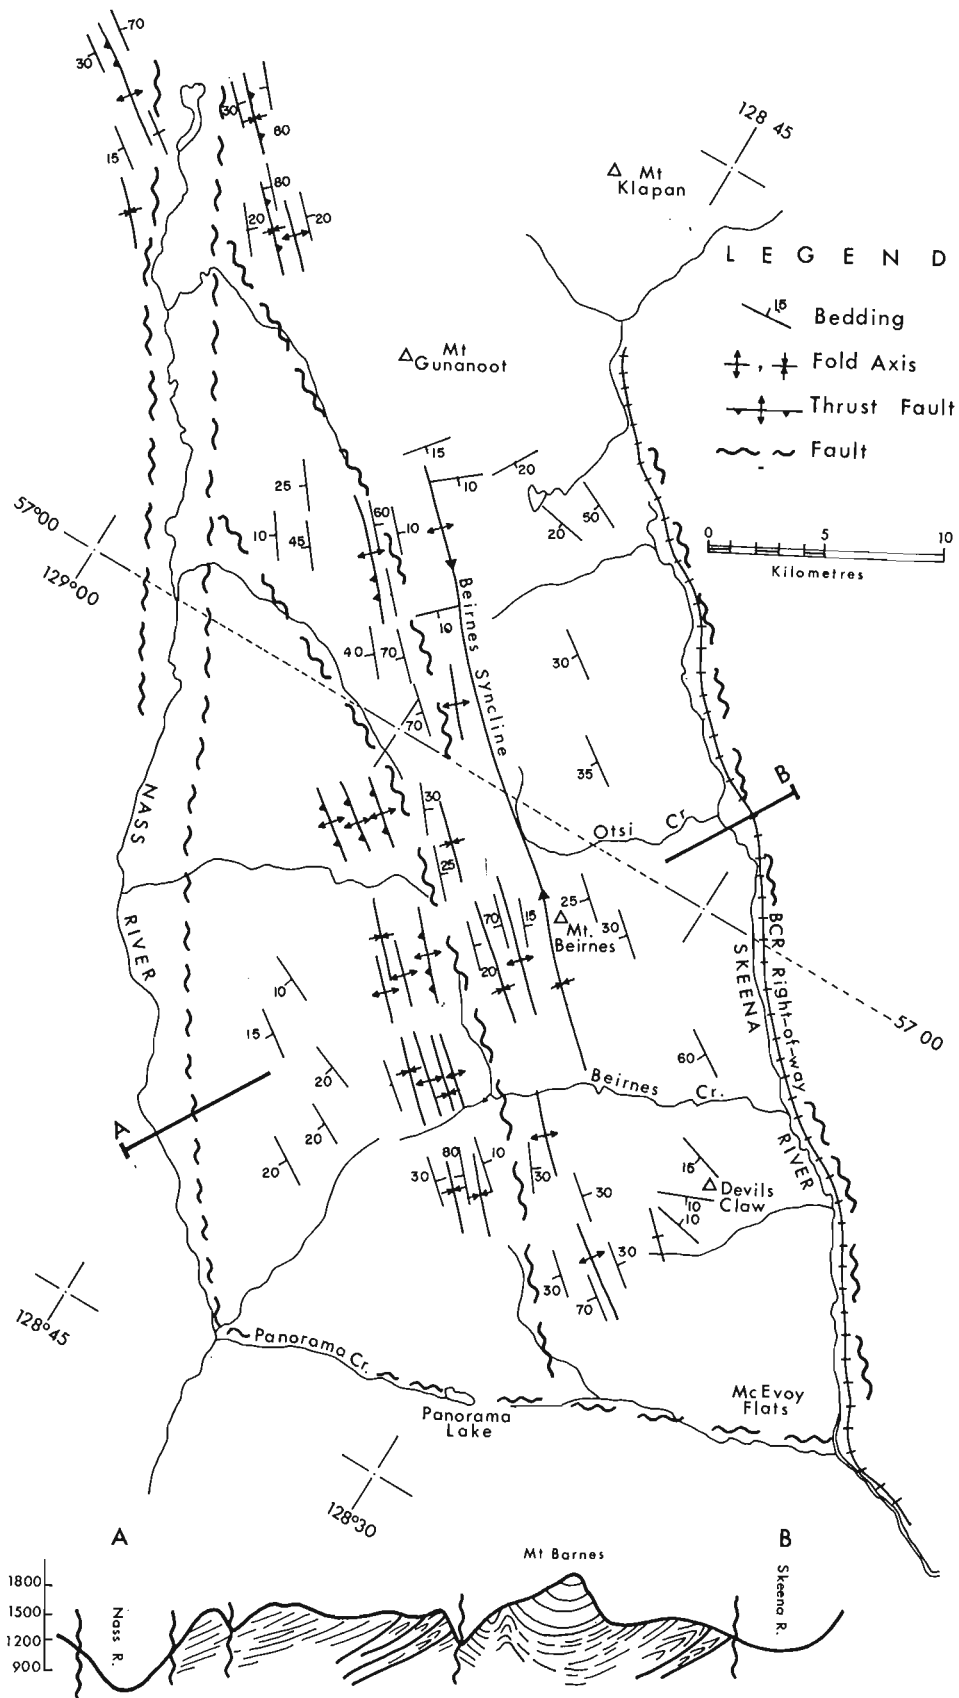 70
30
30
60
15
80
20
20
128 45
Mt
Klapan
L E G E N D
15
Bedding
, Fold Axis
Thrust Fault
Fault
Mt
Gunanoot
15
20
10
25
60
10
50
20
10
45
57°00
129°00
0 5 10
Kilometres
10
Beirnes Syncline
40
70
30
70
35
NASS
RIVER
30
B
Otsi Cr
25
25
70
15
30
Mt.
Beirnes
20
10
SKEENA
RIVER
BCR Right-of-way
57 00
15
20
60
Beirnes Cr.
A
20
20
30
80
10
30
15
Devils
Claw
30
10
10
30
30
70
128°45
Panorama Cr.
McEvoy
Flats
Panorama
Lake
128°30
A
B
Mt Barnes
1800
1500
1200
900
Nass R.
Skeena R.